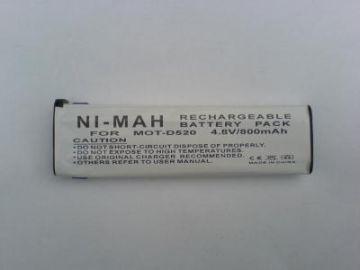 NI-MAH RECHARGEABLE BATTERY PACK
FOR MOT-D520 4.8V/800mAh
CAUTION:
•DO NOT SHORT-CIRCUIT DISPOSE OF PROPERLY.
•DO NOT EXPOSE TO HIGH TEMPERATURES.
•USE ORIGINAL CHARGER RECOMMENDED.
•OTHERS REFER TO USER MANUAL.
MADE IN CHINA